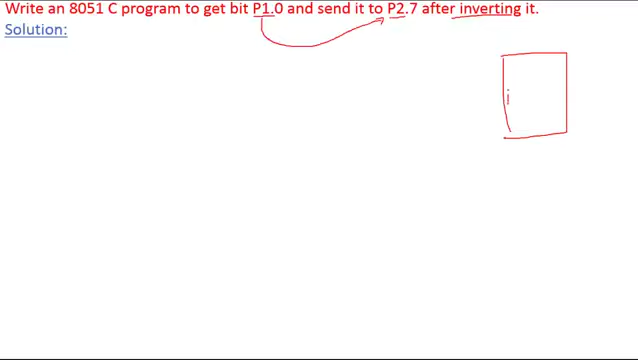 Write an 8051 C program to get bit P1.0 and send it to P2.7 after inverting it.
Solution: